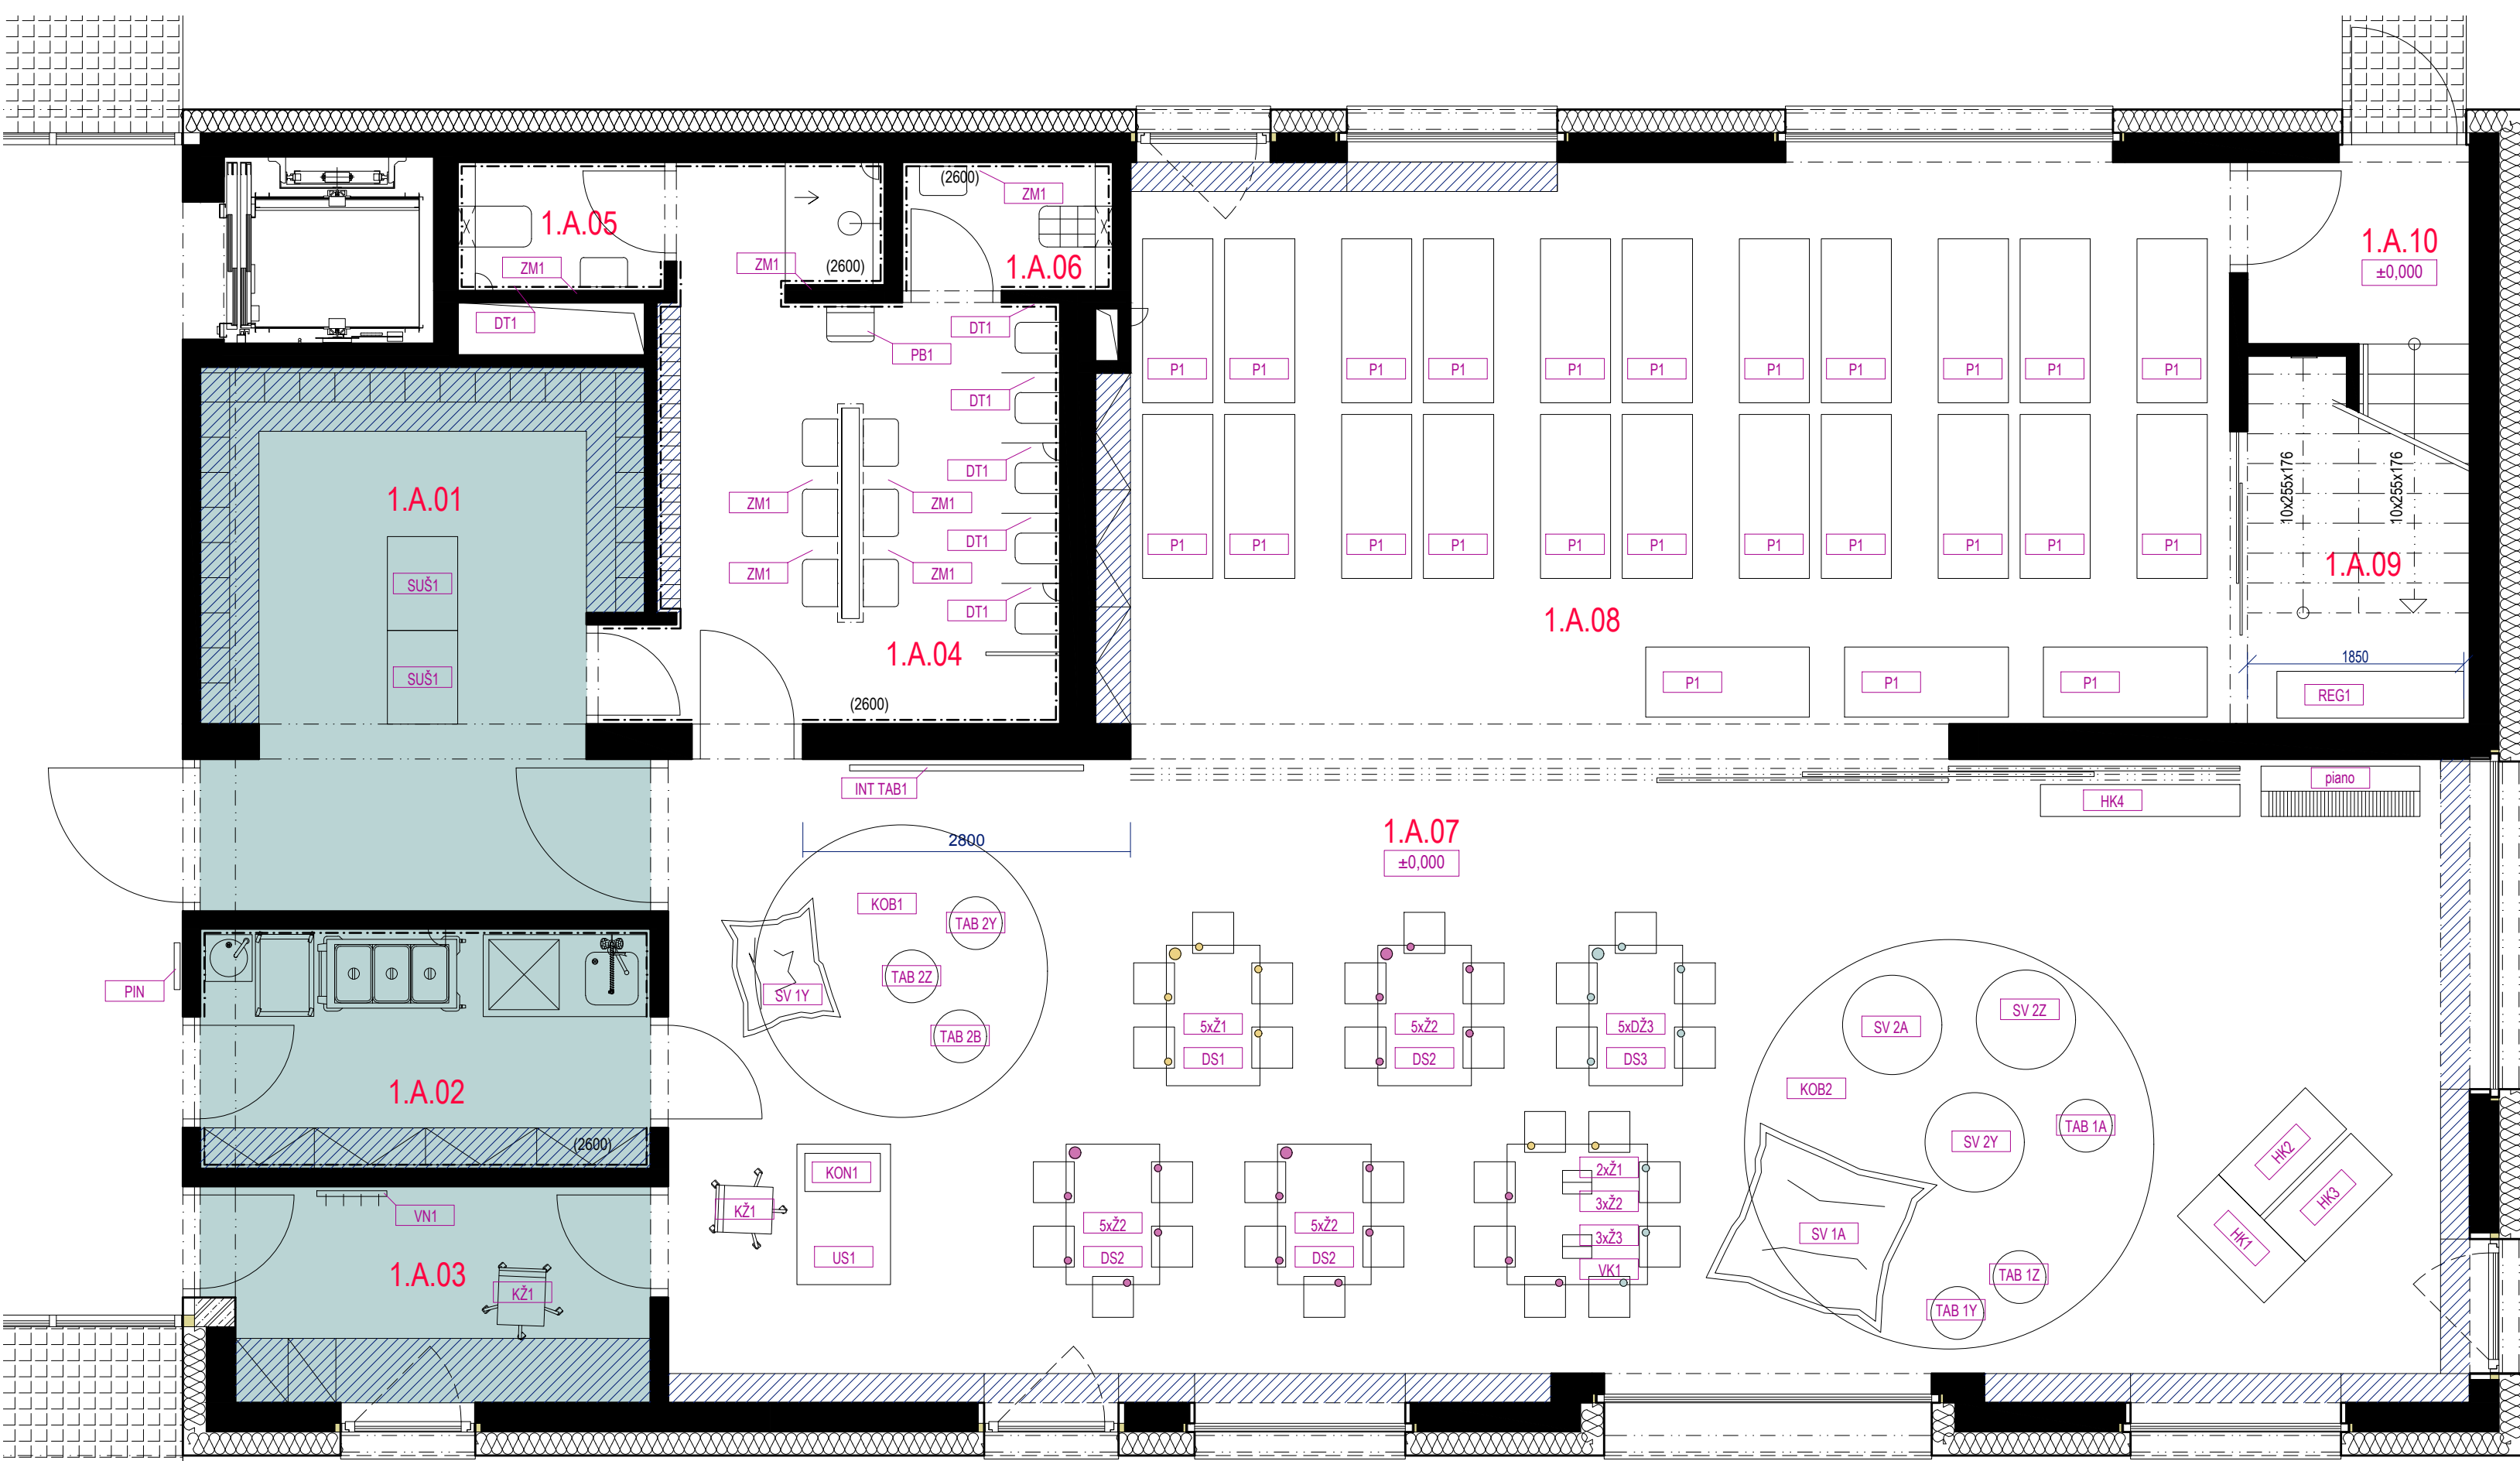 (2600)
ZM1
1.A.05
1.A.10
±0,000
ZM1
ZM1
(2600)
1.A.06
DT1
DT1
PB1
P1 P1 P1 P1 P1 P1 P1 P1 P1 P1 P1
DT1
1.A.01
DT1
ZM1
ZM1
10x255x176
10x255x176
DT1
P1 P1 P1 P1 P1 P1 P1 P1 P1 P1 P1
SUŠ1
ZM1
ZM1
DT1
1.A.09
1.A.08
1.A.04
SUŠ1
P1
P1
P1
1850
REG1
(2600)
INT TAB1
HK4
piano
1.A.07
±0,000
2800
KOB1
TAB 2Y
TAB 2Z
SV 1Y
TAB 2B
PIN
5xŽ1
DS1
5xŽ2
DS2
5xDŽ3
DS3
SV 2A
SV 2Z
KOB2
SV 2Y
TAB 1A
1.A.02
(2600)
KON1
KŽ1
US1
5xŽ2
DS2
5xŽ2
DS2
2xŽ1
3xŽ2
3xŽ3
VK1
SV 1A
HK2
HK3
HK1
VN1
1.A.03
KŽ1
TAB 1Z
TAB 1Y